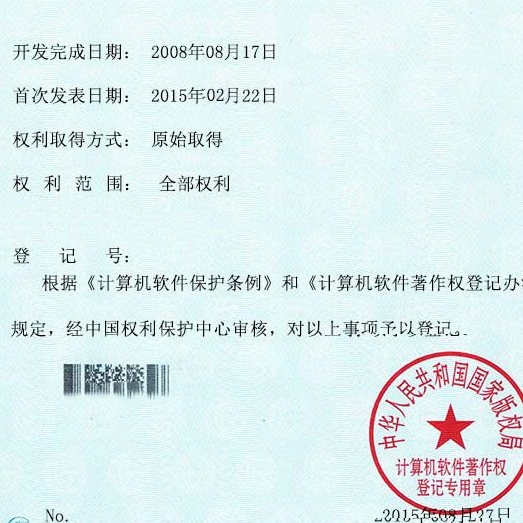 开发完成日期： 2008年08月17日
首次发表日期： 2015年02月22日
权利取得方式： 原始取得
权 利 范 围： 全部权利
登 记 号：
根据《计算机软件保护条例》和《计算机软件著作权登记办
规定，经中国权利保护中心审核，对以上事项予以登记。
中华人民共和国国家版权局
计算机软件著作权
登记专用章
No.
2015年08月27日